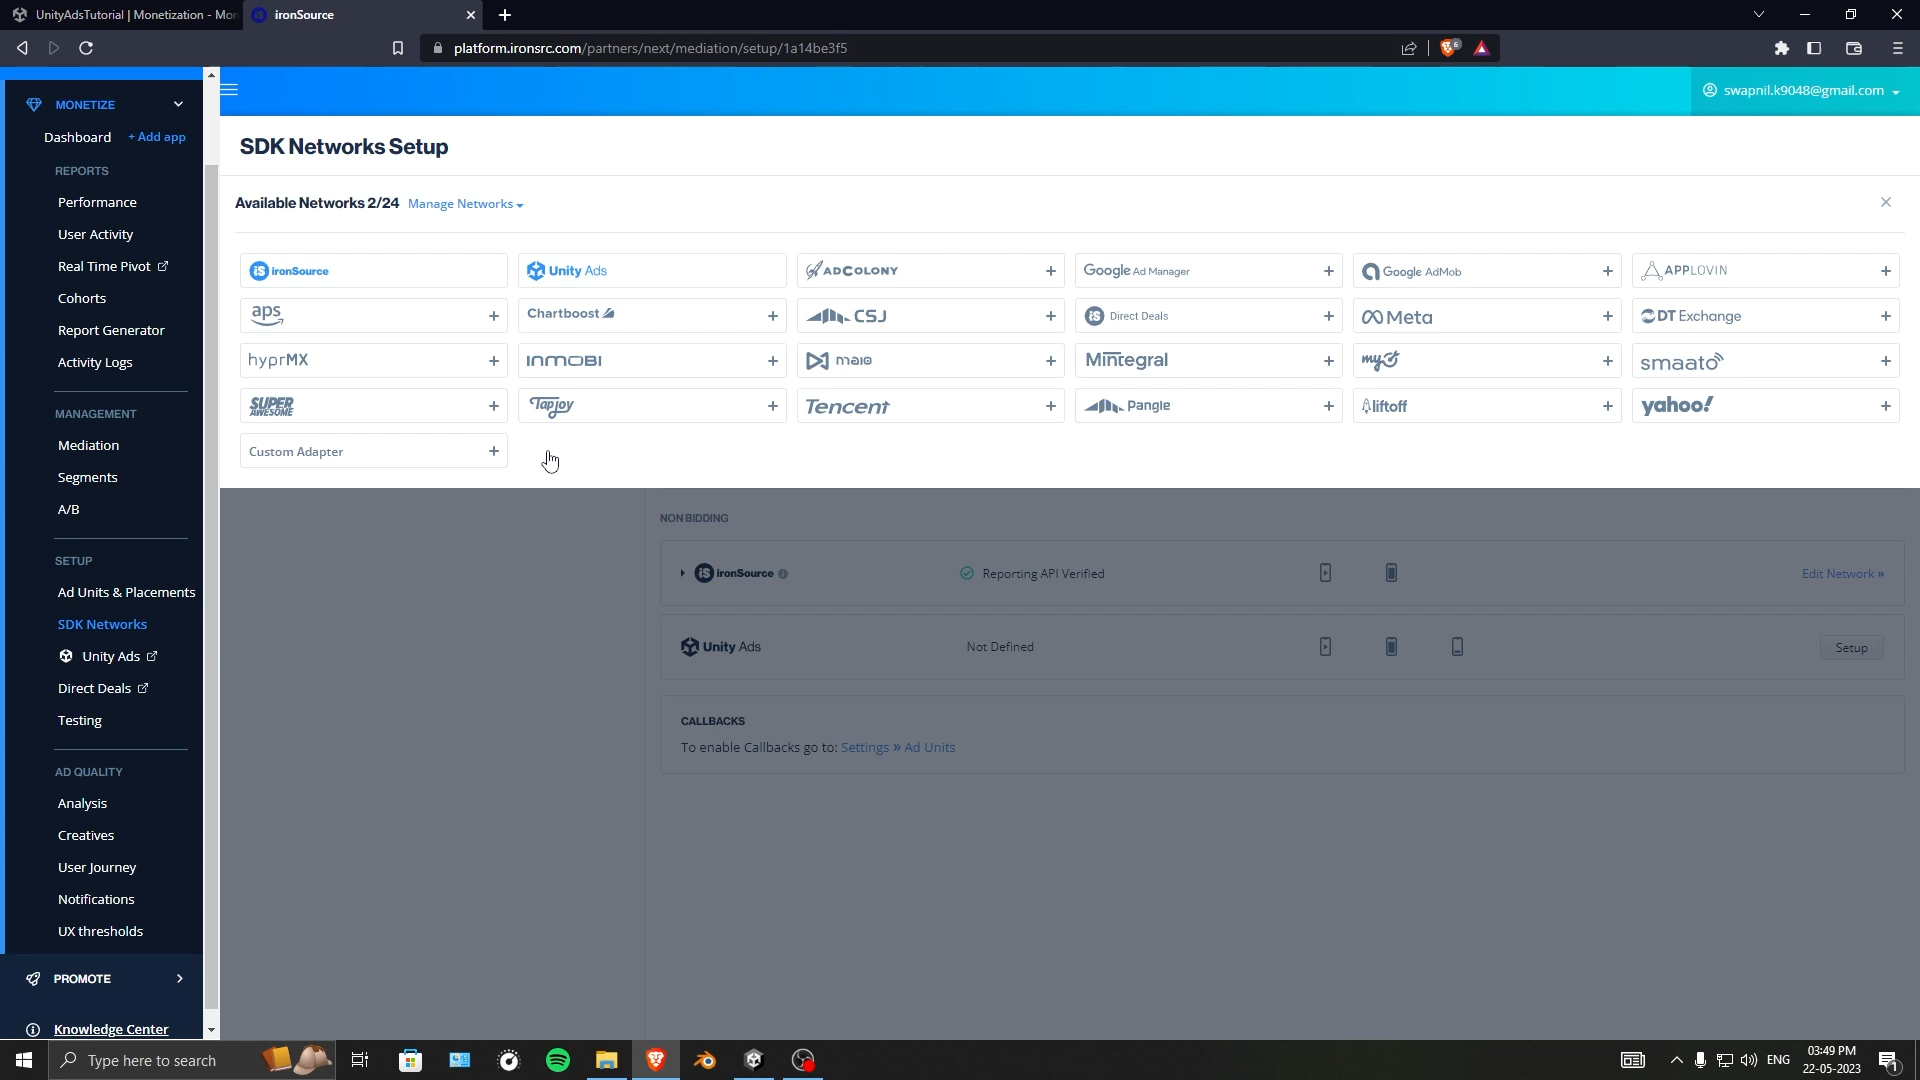 UnityAdsTutorial | Monetization - Mon
ironSource
platform.ironsrc.com/partners/next/mediation/setup/1a14be3f5
6
MONETIZE
Dashboard + Add app
REPORTS
Performance
User Activity
Real Time Pivot
Cohorts
Report Generator
Activity Logs
MANAGEMENT
Mediation
Segments
A/B
SETUP
Ad Units & Placements
SDK Networks
Unity Ads
Direct Deals
Testing
AD QUALITY
Analysis
Creatives
User Journey
Notifications
UX thresholds
PROMOTE
Knowledge Center
swapnil.k9048@gmail.com
SDK Networks Setup
Available Networks 2/24 Manage Networks
iS ironSource
Unity Ads
ADCOLONY +
Google Ad Manager +
Google AdMob +
APPLOVIN +
aps +
Chartboost +
CSJ +
iS Direct Deals +
Meta +
DT Exchange +
hyprMX +
INMOBI +
maio +
Mintegral +
my +
smaato +
SUPER AWESOME +
Tapjoy +
Tencent +
Pangle +
liftoff +
yahoo! +
Custom Adapter +
NON BIDDING
iS ironSource Reporting API Verified Edit Network »
Unity Ads Not Defined Setup
CALLBACKS
To enable Callbacks go to: Settings » Ad Units
Type here to search
ENG
03:49 PM
22-05-2023
1